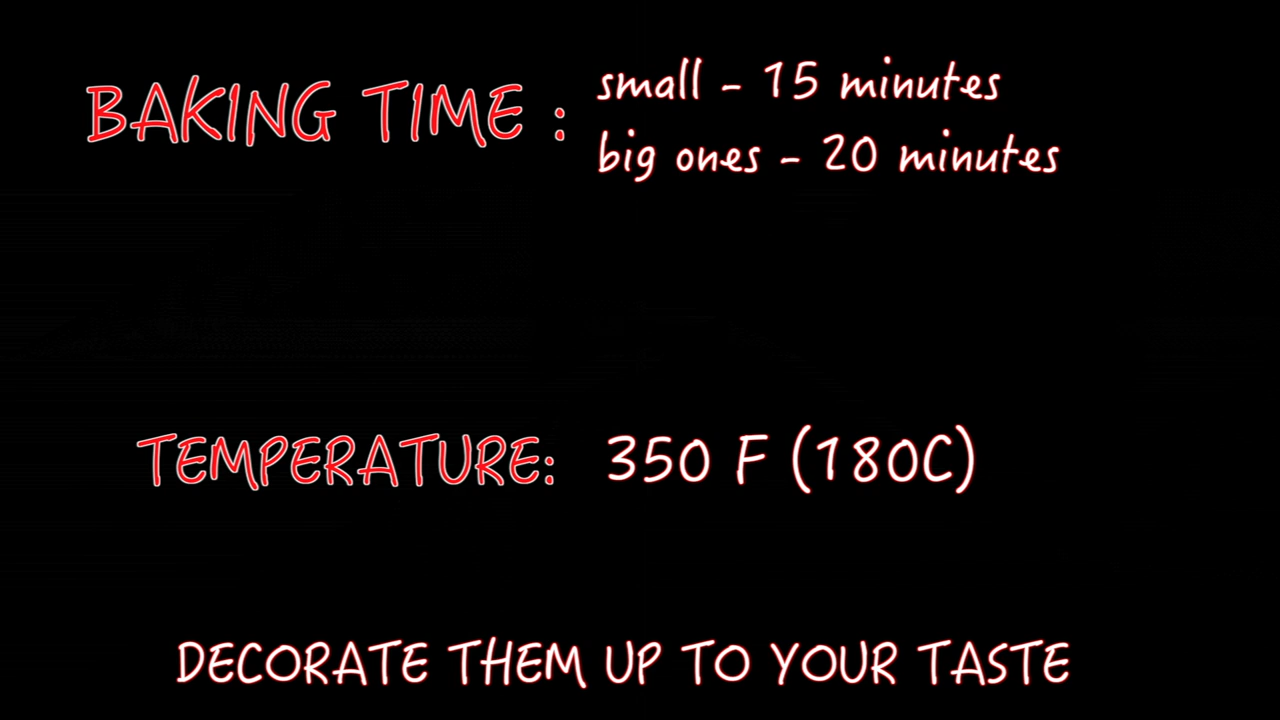 BAKING TIME : small - 15 minutes
big ones - 20 minutes
TEMPERATURE: 350 F (180C)
DECORATE THEM UP TO YOUR TASTE